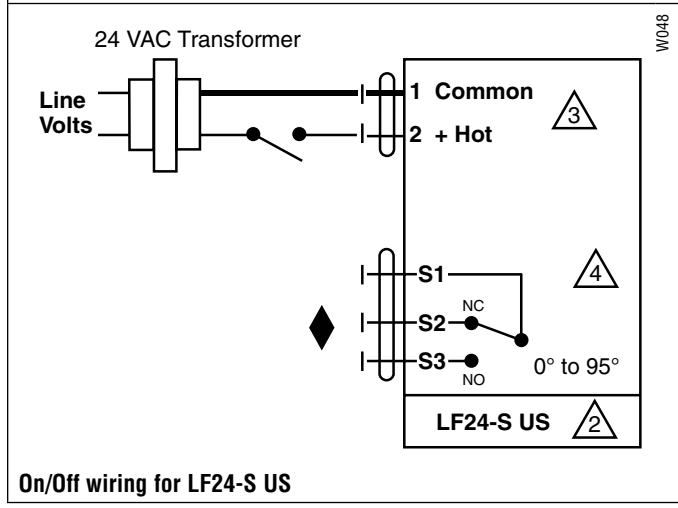 W048
24 VAC Transformer
Line
Volts
1 Common
3
2 + Hot
S1
4
NC
S2
S3
NO
0° to 95°
LF24-S US
2
On/Off wiring for LF24-S US